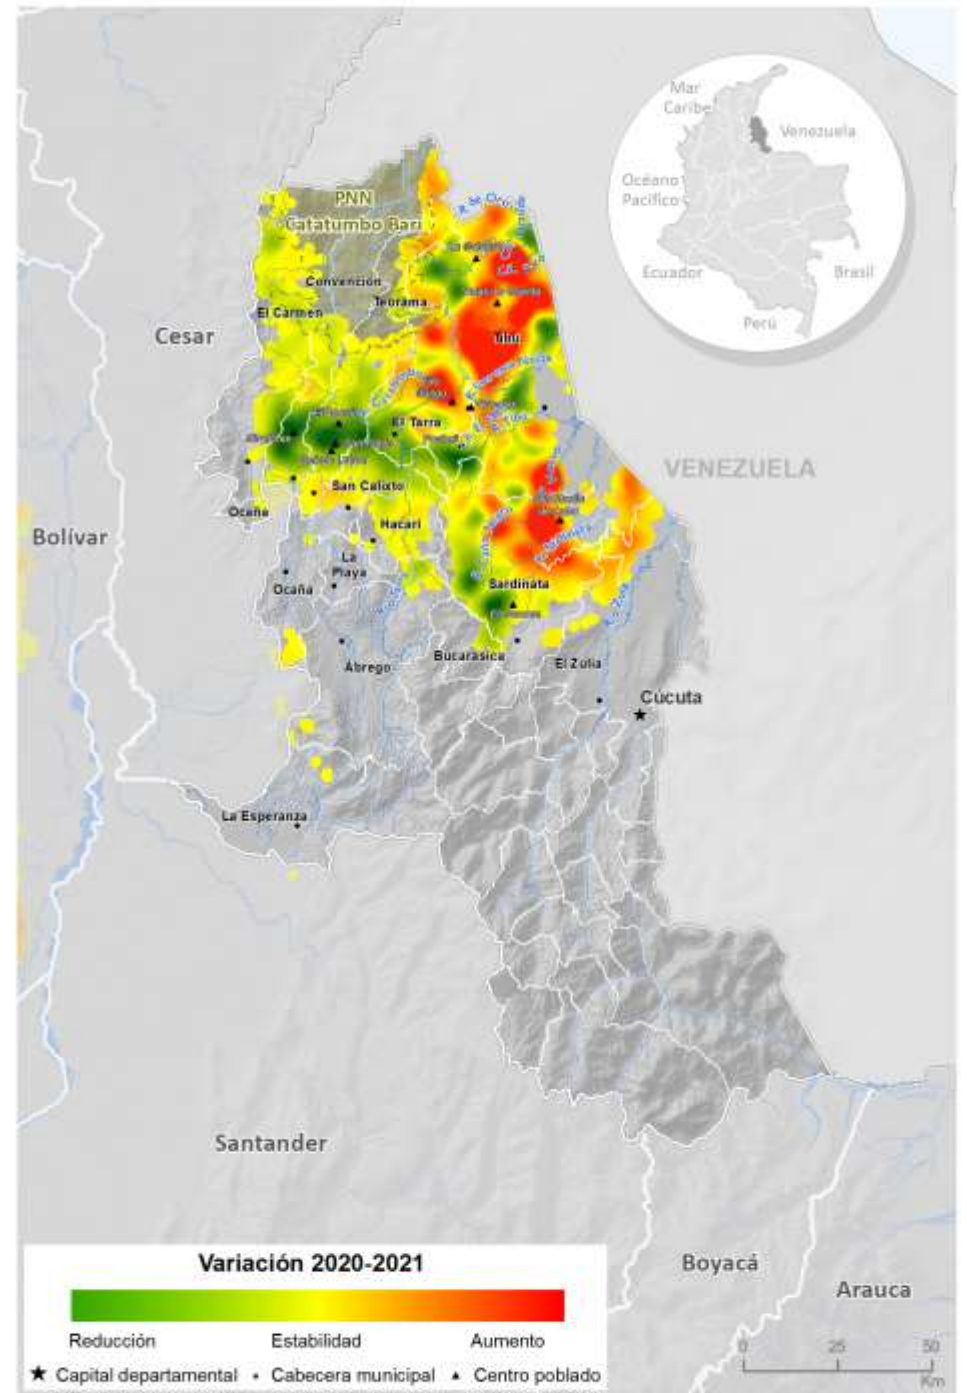 Mar
Caribe
Venezuela
Océano
Pacífico
Ecuador
Brasil
Perú
PNN
Catatumbo Barí
Convención
Teorama
El Carmen
Cesar
Tibú
El Tarra
VENEZUELA
San Calixto
Ocaña
Hacarí
Bolívar
La
Playa
Ocaña
Sardinata
Ábrego
Bucarasica
El Zulia
Cúcuta
La Esperanza
Santander
Boyacá
Arauca
Variación 2020-2021
Reducción
Estabilidad
Aumento
Capital departamental
Cabecera municipal
Centro poblado
0 25 50
Km